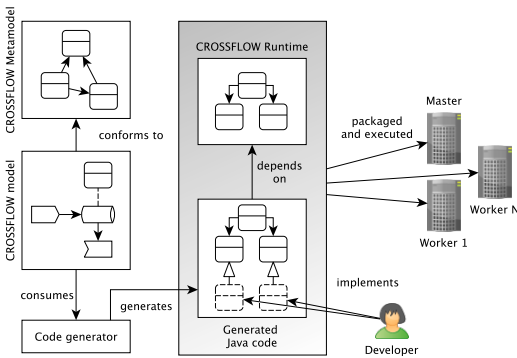 CROSSFLOW Metamodel
conforms to
CROSSFLOW model
consumes
Code generator
generates
CROSSFLOW Runtime
depends
on
Generated
Java code
packaged
and executed
Master
Worker N
Worker 1
implements
Developer